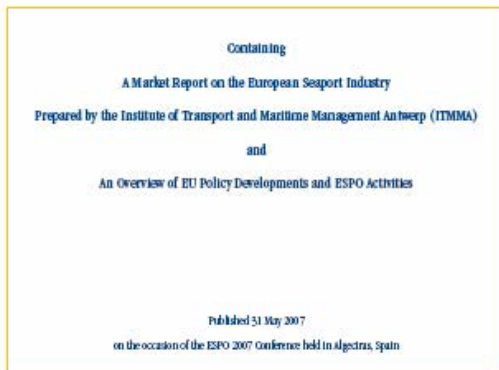 Containing
A Market Report on the European Seaport Industry
Prepared by the Institute of Transport and Maritime Management Antwerp (ITMMA)
and
An Overview of EU Policy Developments and ESPO Activities
Published 31 May 2007
on the occasion of the ESPO 2007 Conference held in Algeciras, Spain